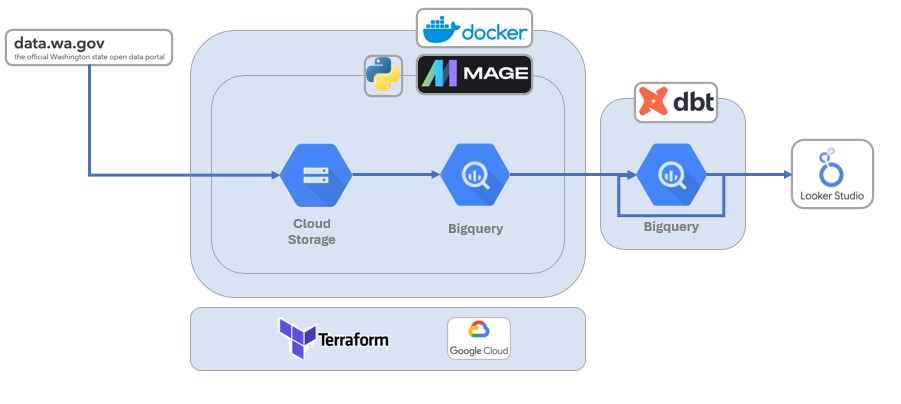 docker
data.wa.gov
the official Washington state open data portal
MAGE
dbt
Cloud
Storage
Bigquery
Bigquery
Looker Studio
Terraform
Google Cloud